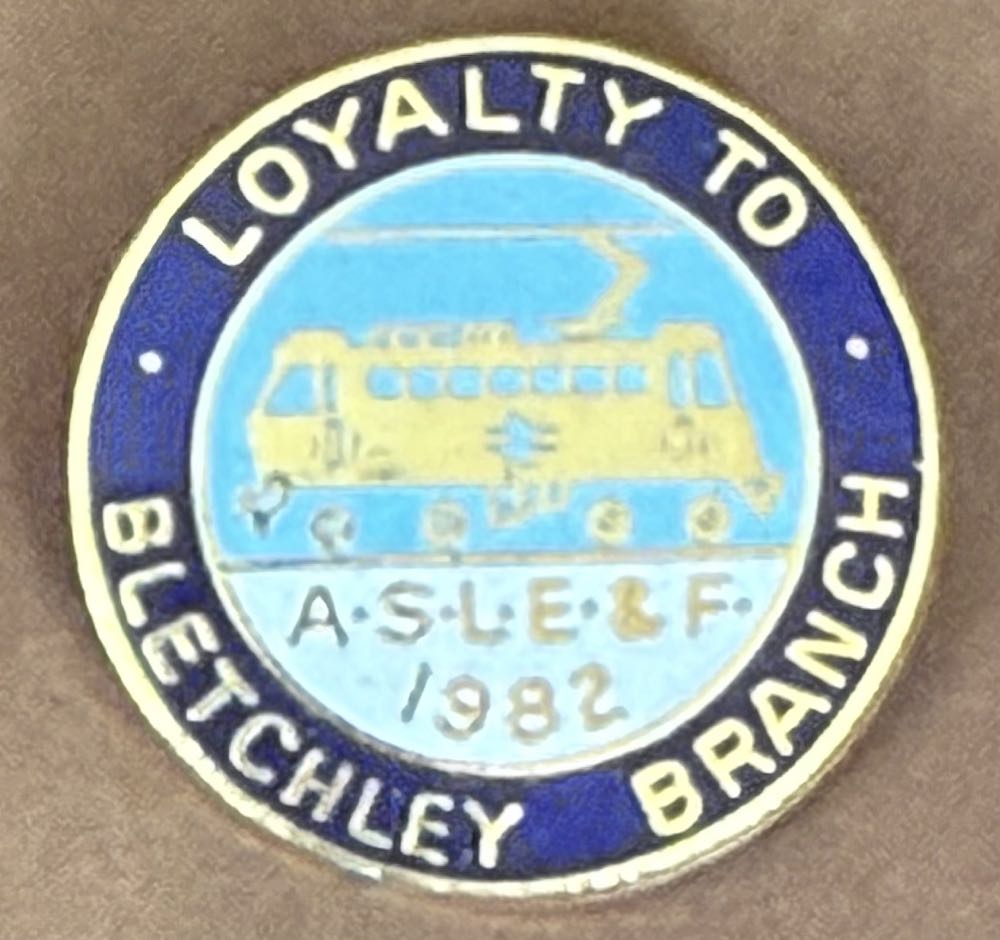 LOYALTY TO
A·S·L·E·&·F·
1982
BLETCHLEY BRANCH